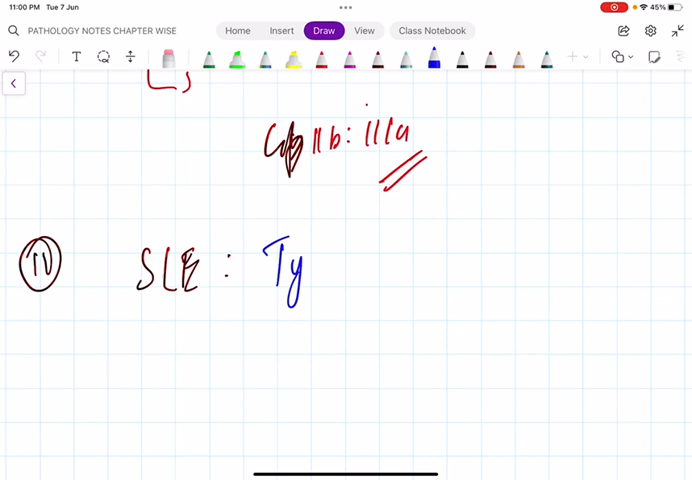 11:00 PM Tue 7 Jun
45%
PATHOLOGY NOTES CHAPTER WISE
Home Insert Draw View Class Notebook
T
IIb: IIIa
IV SLE : Ty